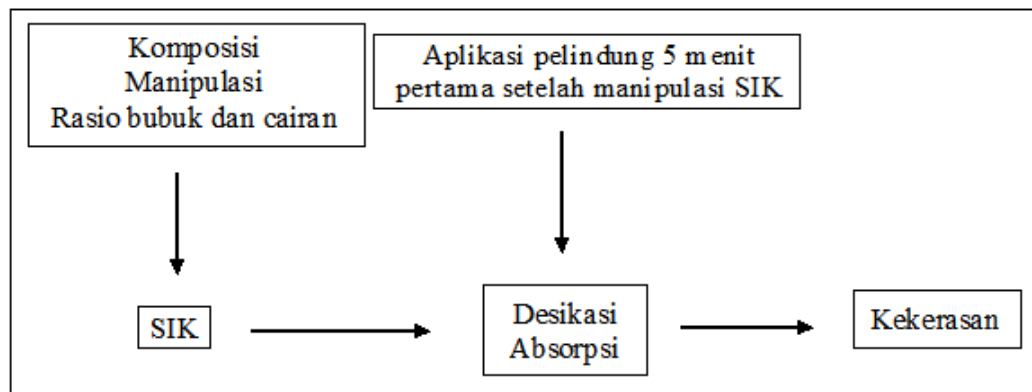 Komposisi
Manipulasi
Rasio bubuk dan cairan
Aplikasi pelindung 5 menit
pertama setelah manipulasi SIK
SIK
Desikasi
Absorpsi
Kekerasan